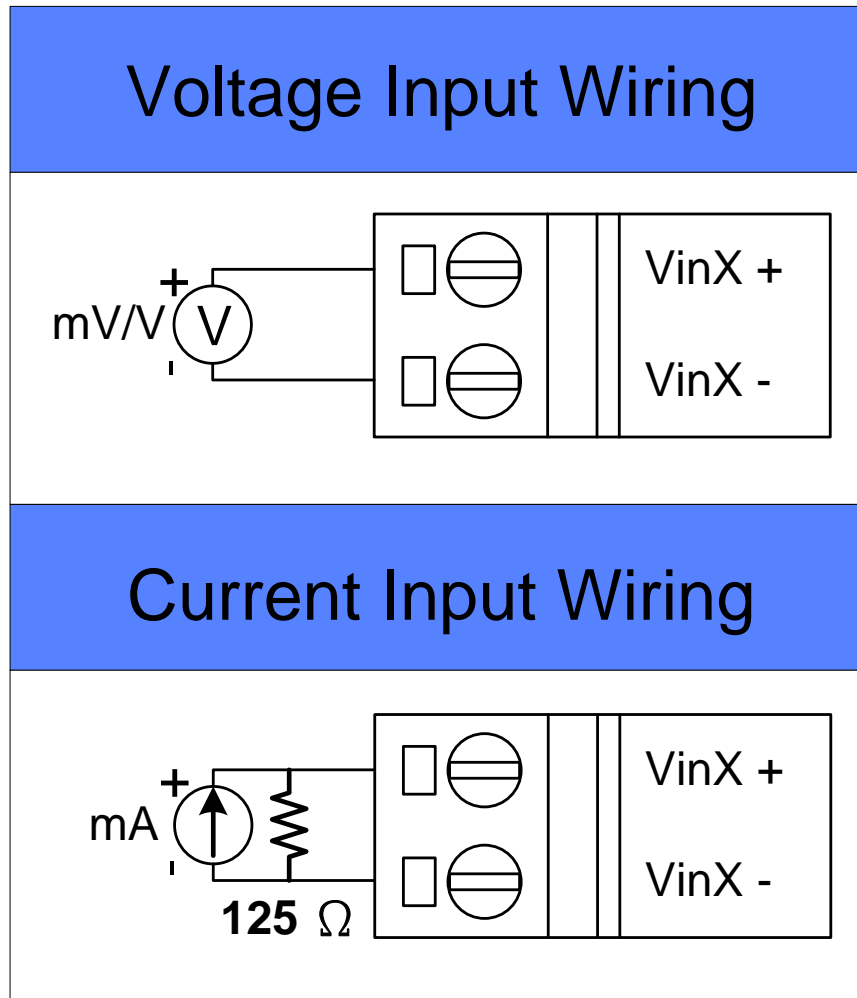 Voltage Input Wiring
+
mV/V
V
-
VinX +
VinX -
Current Input Wiring
+
mA
-
125 Ω
VinX +
VinX -